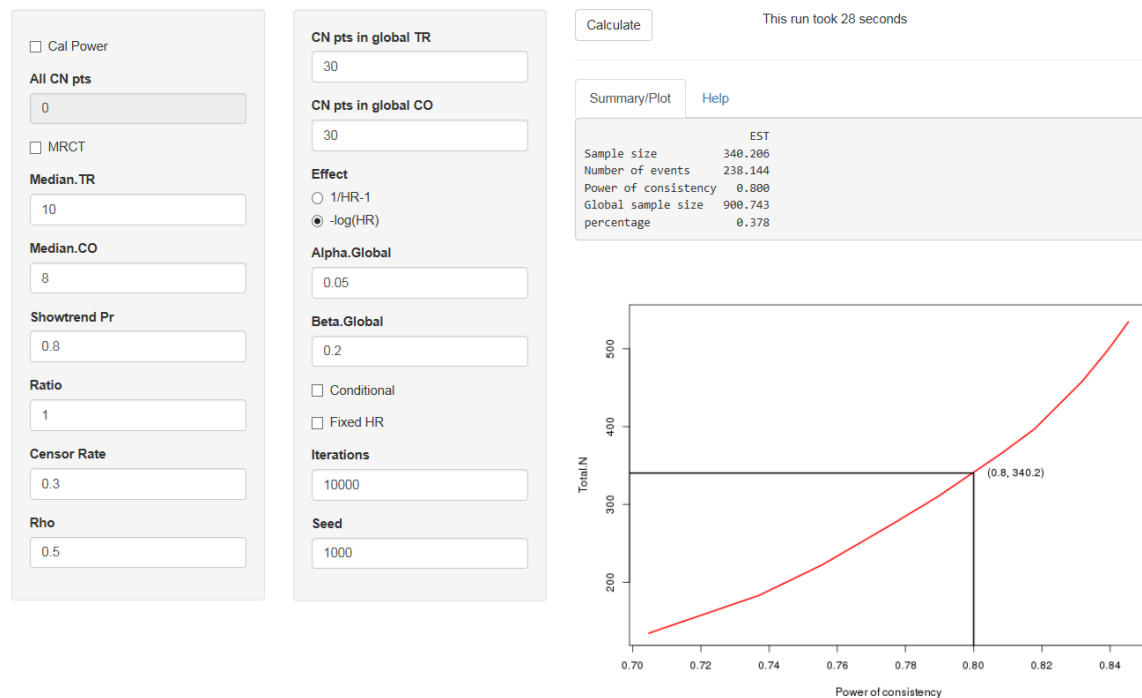 Cal Power
All CN pts
0
MRCT
Median.TR
10
Median.CO
8
Showtrend Pr
0.8
Ratio
1
Censor Rate
0.3
Rho
0.5
CN pts in global TR
30
CN pts in global CO
30
Effect
1/HR-1
-log(HR)
Alpha.Global
0.05
Beta.Global
0.2
Conditional
Fixed HR
Iterations
10000
Seed
1000
Calculate
This run took 28 seconds
Summary/Plot Help
EST
Sample size 340.206
Number of events 238.144
Power of consistency 0.800
Global sample size 900.743
percentage 0.378
Total.N
500
400
300
200
(0.8, 340.2)
0.70 0.72 0.74 0.76 0.78 0.80 0.82 0.84
Power of consistency